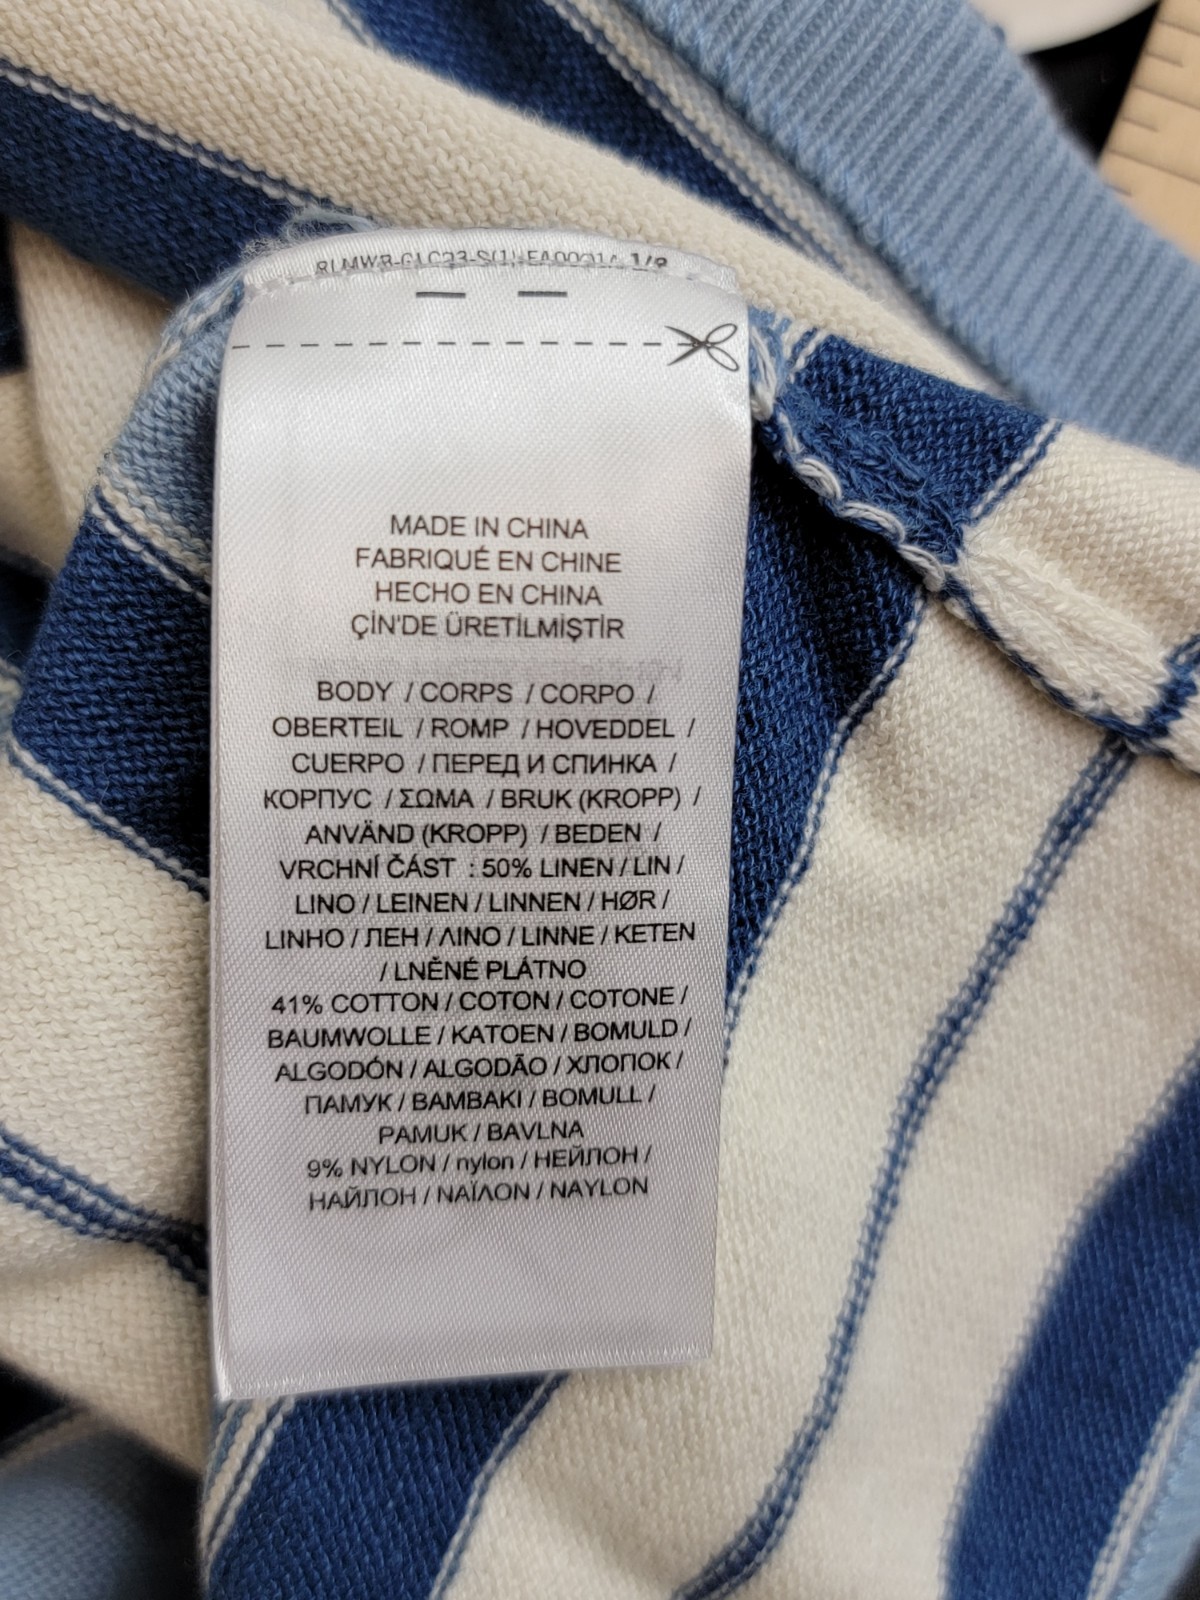 MADE IN CHINA
FABRIQUÉ EN CHINE
HECHO EN CHINA
ÇİN'DE ÜRETİLMİŞTİR
BODY / CORPS / CORPO /
OBERTEIL / ROMP / HOVEDDEL /
CUERPO / ПЕРЕД И СПИНКА /
КОРПУС / ΣΩΜΑ / BRUK (KROPP) /
ANVÄND (KROPP) / BEDEN /
VRCHNÍ ČÁST : 50% LINEN / LIN /
LINO / LEINEN / LINNEN / HØR /
LINHO / ЛЕН / ΛΙΝΟ / LINNE / KETEN
/ LNĚNÉ PLÁTNO
41% COTTON / COTON / COTONE /
BAUMWOLLE / KATOEN / BOMULD /
ALGODÓN / ALGODÃO / ХЛОПОК /
ПАМУК / BAMBAKI / BOMULL /
PAMUK / BAVLNA
9% NYLON / nylon / НЕЙЛОН /
НАЙЛОН / ΝΑΪΛΟΝ / NAYLON